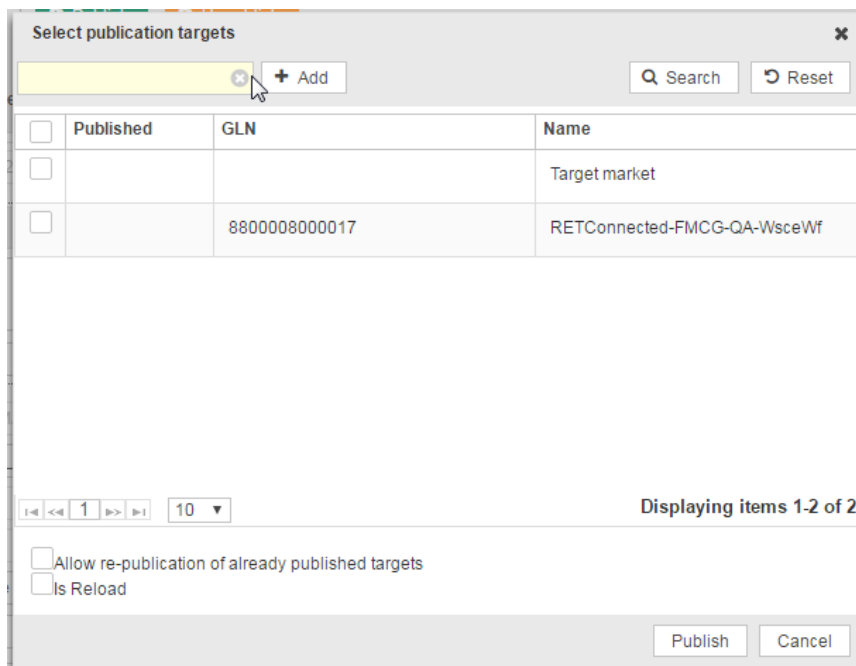 Select publication targets
Add
Search
Reset
Published GLN Name
Target market
8800008000017 RETConnected-FMCG-QA-WsceWf
1
10
Displaying items 1-2 of 2
Allow re-publication of already published targets
Is Reload
Publish
Cancel